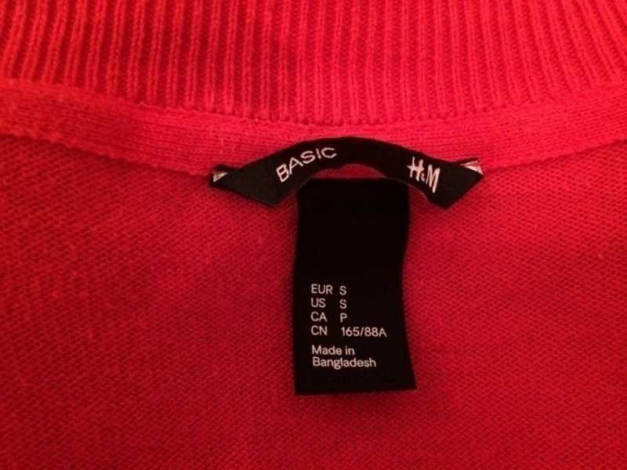 BASIC H&M
EUR S
US S
CA P
CN 165/88A
Made in
Bangladesh